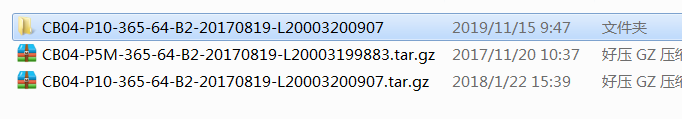 CB04-P10-365-64-B2-20170819-L20003200907 2019/11/15 9:47 文件夹
CB04-P5M-365-64-B2-20170819-L20003199883.tar.gz 2017/11/20 10:37 好压 GZ 压缩
CB04-P10-365-64-B2-20170819-L20003200907.tar.gz 2018/1/22 15:39 好压 GZ 压缩